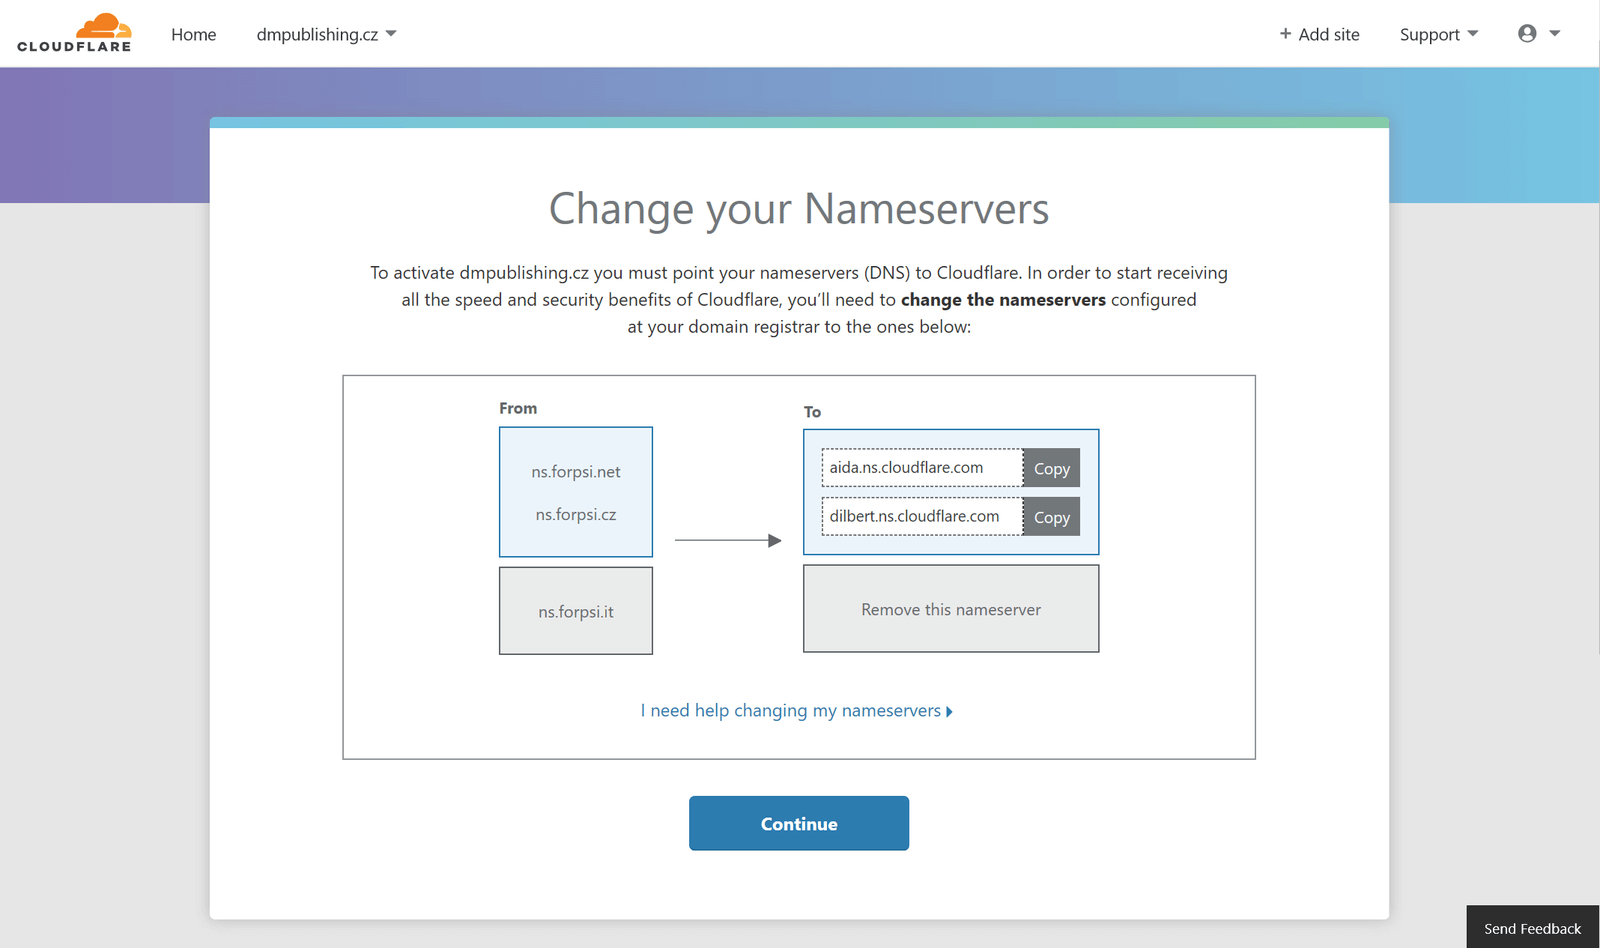 CLOUDFLARE
Home
dmpublishing.cz
+ Add site
Support
Change your Nameservers
To activate dmpublishing.cz you must point your nameservers (DNS) to Cloudflare. In order to start receiving
all the speed and security benefits of Cloudflare, you’ll need to change the nameservers configured
at your domain registrar to the ones below:
From
ns.forpsi.net
ns.forpsi.cz
ns.forpsi.it
To
aida.ns.cloudflare.com
Copy
dilbert.ns.cloudflare.com
Copy
Remove this nameserver
I need help changing my nameservers
Continue
Send Feedback